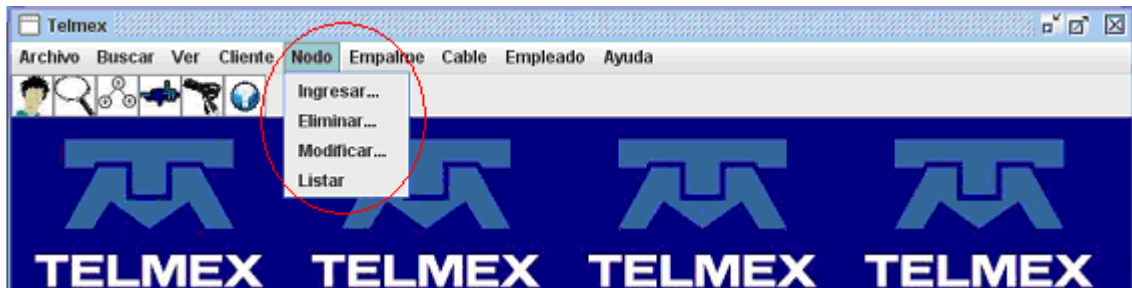 Telmex
Archivo Buscar Ver Cliente Nodo Empalme Cable Empleado Ayuda
Ingresar...
Eliminar...
Modificar...
Listar
TELMEX TELMEX TELMEX TELMEX